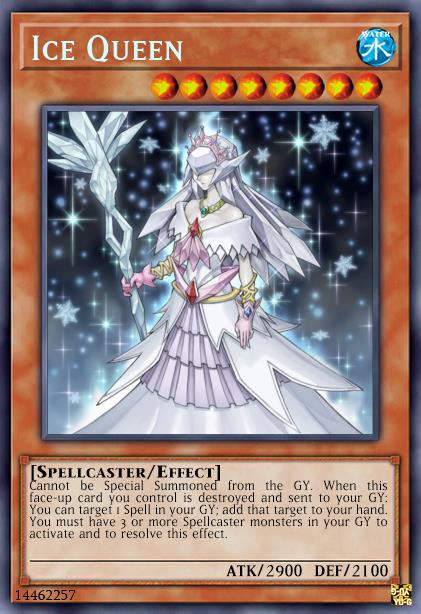 Ice Queen
WATER
水
[Spellcaster/Effect]
Cannot be Special Summoned from the GY. When this
face-up card you control is destroyed and sent to your GY:
You can target 1 Spell in your GY; add that target to your hand.
You must have 3 or more Spellcaster monsters in your GY to
activate and to resolve this effect.
ATK/2900 DEF/2100
14462257